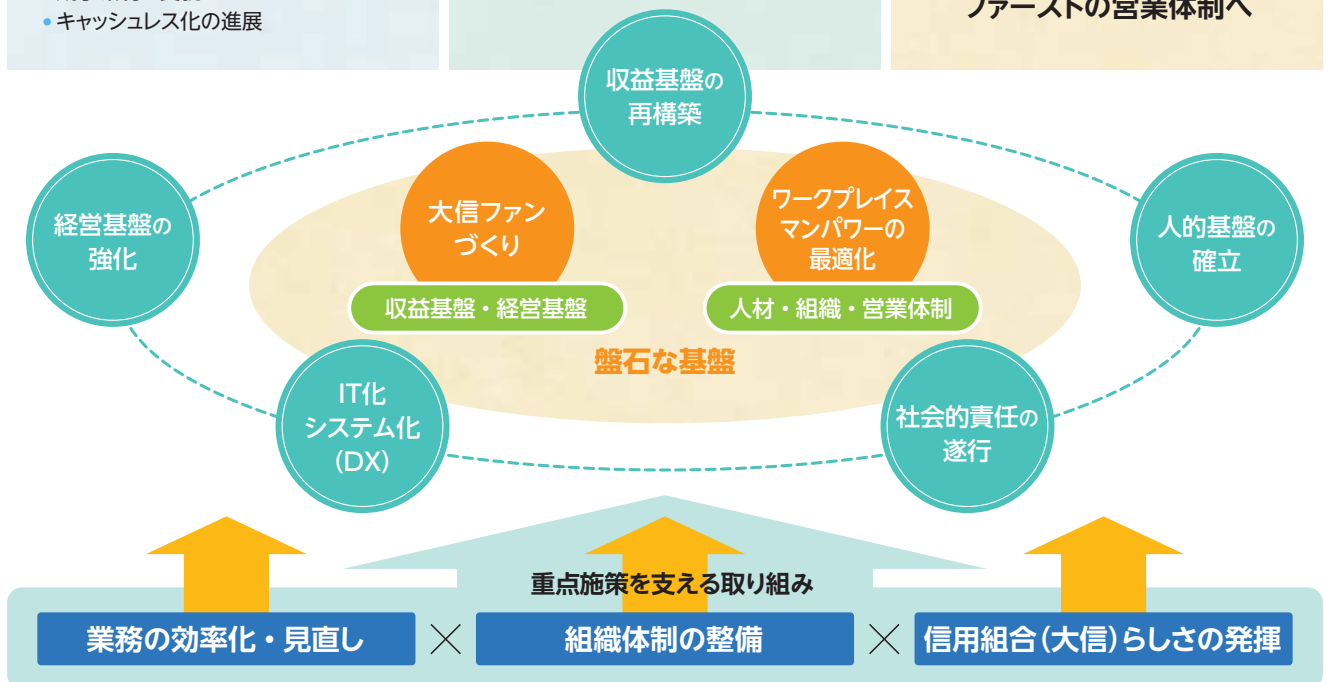 • キャッシュレス化の進展
ファーストの営業体制へ
収益基盤の
再構築
経営基盤の
強化
大信ファン
づくり
ワークプレイス
マンパワーの
最適化
人的基盤の
確立
収益基盤・経営基盤
人材・組織・営業体制
盤石な基盤
IT化
システム化
(DX)
社会的責任の
遂行
重点施策を支える取り組み
業務の効率化・見直し × 組織体制の整備 × 信用組合(大信)らしさの発揮